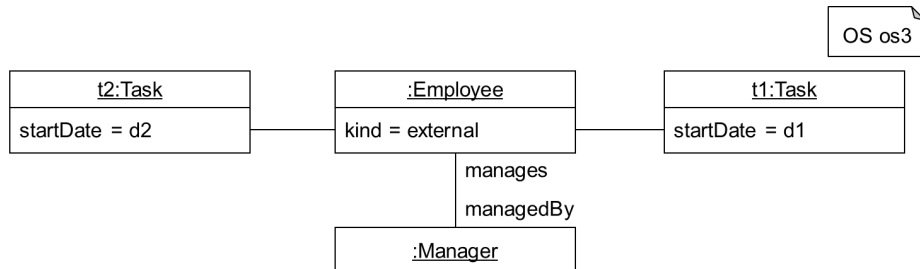 OS os3
t2:Task
startDate = d2
:Employee
kind = external
t1:Task
startDate = d1
manages
managedBy
:Manager